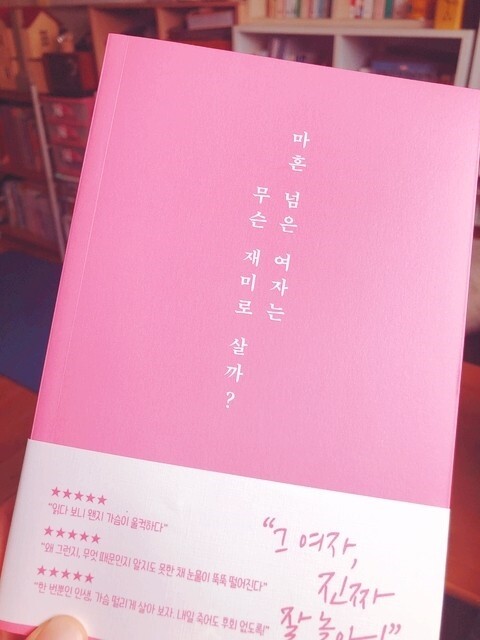 마흔 넘은 여자는
무슨 재미로
살까?
★★★★★
"읽다 보니 왠지 가슴이 울컥하다"
★★★★★
"왜 그런지, 무엇 때문인지 알지도 못한 채 눈물이 뚝뚝 떨어진다"
★★★★★
"한 번뿐인 인생. 가슴 떨리게 살아 보자. 내일 죽어도 후회 없도록!"
"그 여자,
진짜
잘 놀아!"